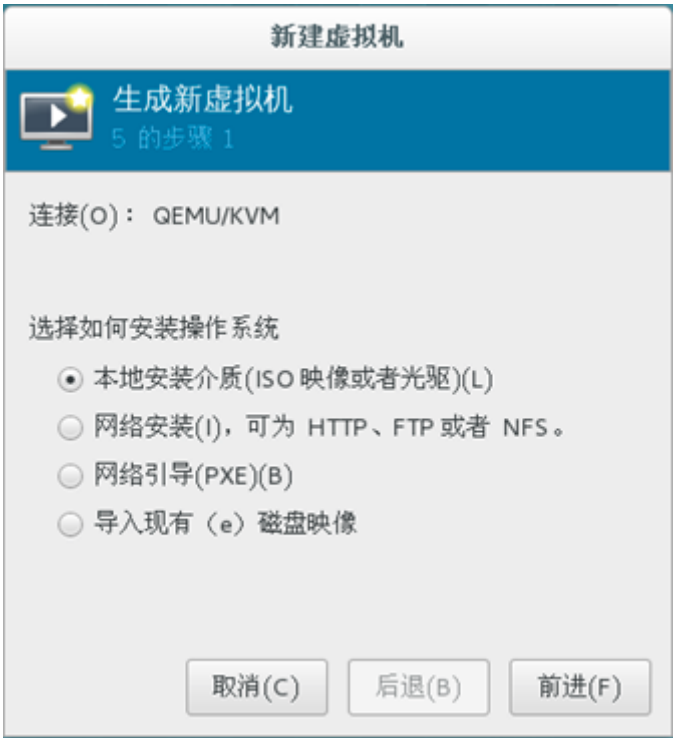 新建虚拟机
生成新虚拟机
5 的步骤 1
连接(O)： QEMU/KVM
选择如何安装操作系统
本地安装介质(ISO 映像或者光驱)(L)
网络安装(I)，可为 HTTP、FTP 或者 NFS。
网络引导(PXE)(B)
导入现有（e）磁盘映像
取消(C) 后退(B) 前进(F)